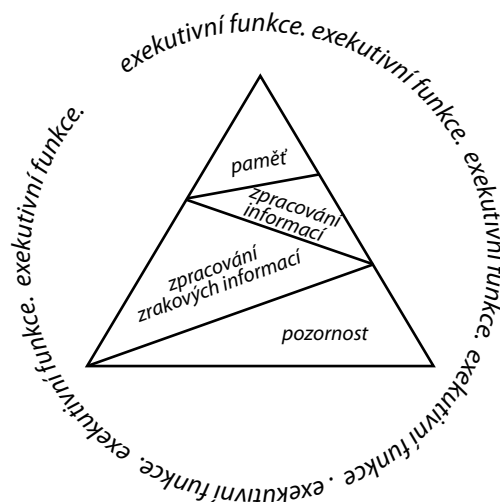 exekutivní funkce. exekutivní funkce. exekutivní funkce. exekutivní funkce . exekutivní funkce. exekutivní funkce. exekutivní funkce.
paměť
zpracování
informací
zpracování
zrakových informací
pozornost